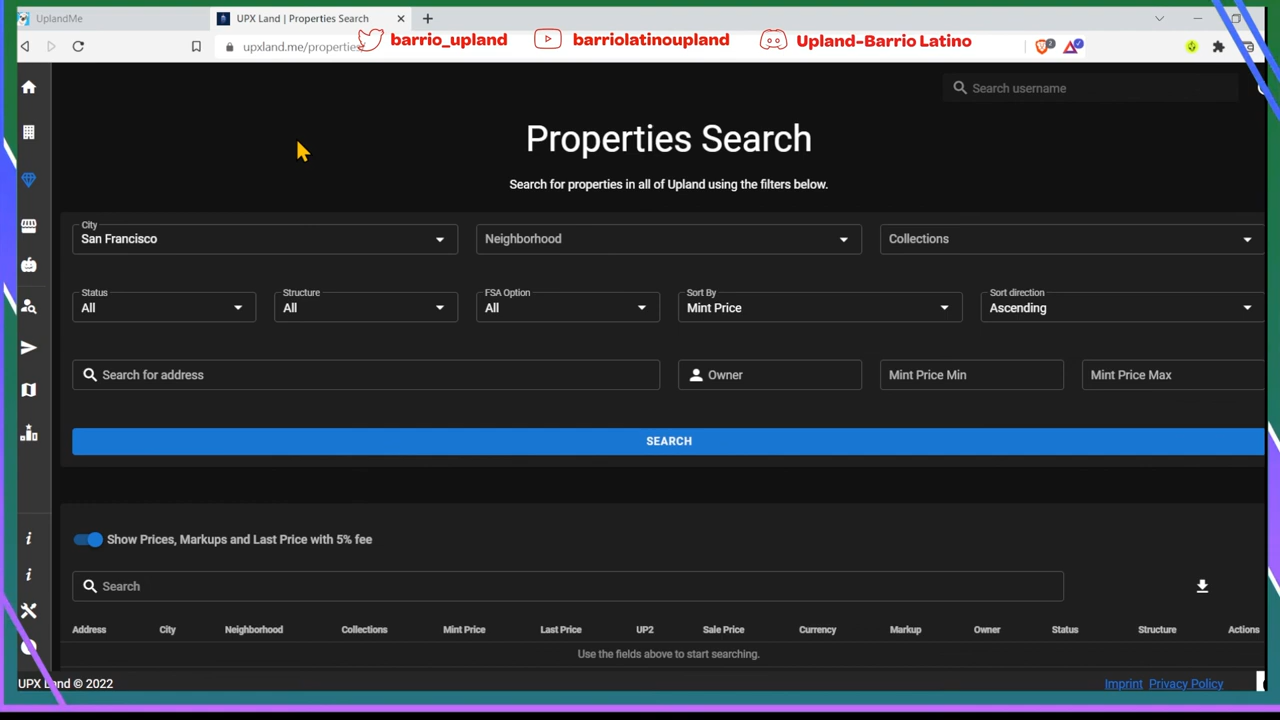 UplandMe
UPX Land | Properties Search
upxland.me/properties
barrio_upland
barriolatinoupland
Upland-Barrio Latino
2
Search username
Properties Search
Search for properties in all of Upland using the filters below.
City
San Francisco
Neighborhood
Collections
Status
All
Structure
All
FSA Option
All
Sort By
Mint Price
Sort direction
Ascending
Search for address
Owner
Mint Price Min
Mint Price Max
SEARCH
Show Prices, Markups and Last Price with 5% fee
Search
Address City Neighborhood Collections Mint Price Last Price UP2 Sale Price Currency Markup Owner Status Structure Actions
Use the fields above to start searching.
UPX Land © 2022
Imprint Privacy Policy